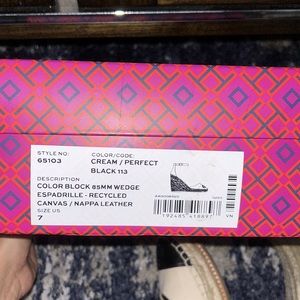 STYLE NO: COLOR/CODE:
65103 CREAM / PERFECT
BLACK 113
DESCRIPTION
COLOR BLOCK 85MM WEDGE
ESPADRILLE - RECYCLED
CANVAS / NAPPA LEATHER
SIZE US
7
VN